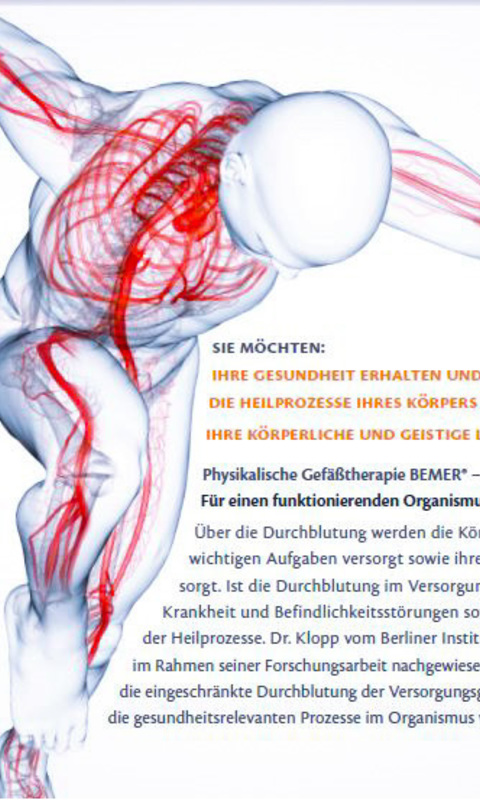 SIE MÖCHTEN:
IHRE GESUNDHEIT ERHALTEN UND
DIE HEILPROZESSE IHRES KÖRPERS
IHRE KÖRPERLICHE UND GEISTIGE L
Physikalische Gefäßtherapie BEMER® –
Für einen funktionierenden Organismu
Über die Durchblutung werden die Kör
wichtigen Aufgaben versorgt sowie ihre
sorgt. Ist die Durchblutung im Versorgun
Krankheit und Befindlichkeitsstörungen so
der Heilprozesse. Dr. Klopp vom Berliner Instit
im Rahmen seiner Forschungsarbeit nachgewiese
die eingeschränkte Durchblutung der Versorgungsg
die gesundheitsrelevanten Prozesse im Organismus